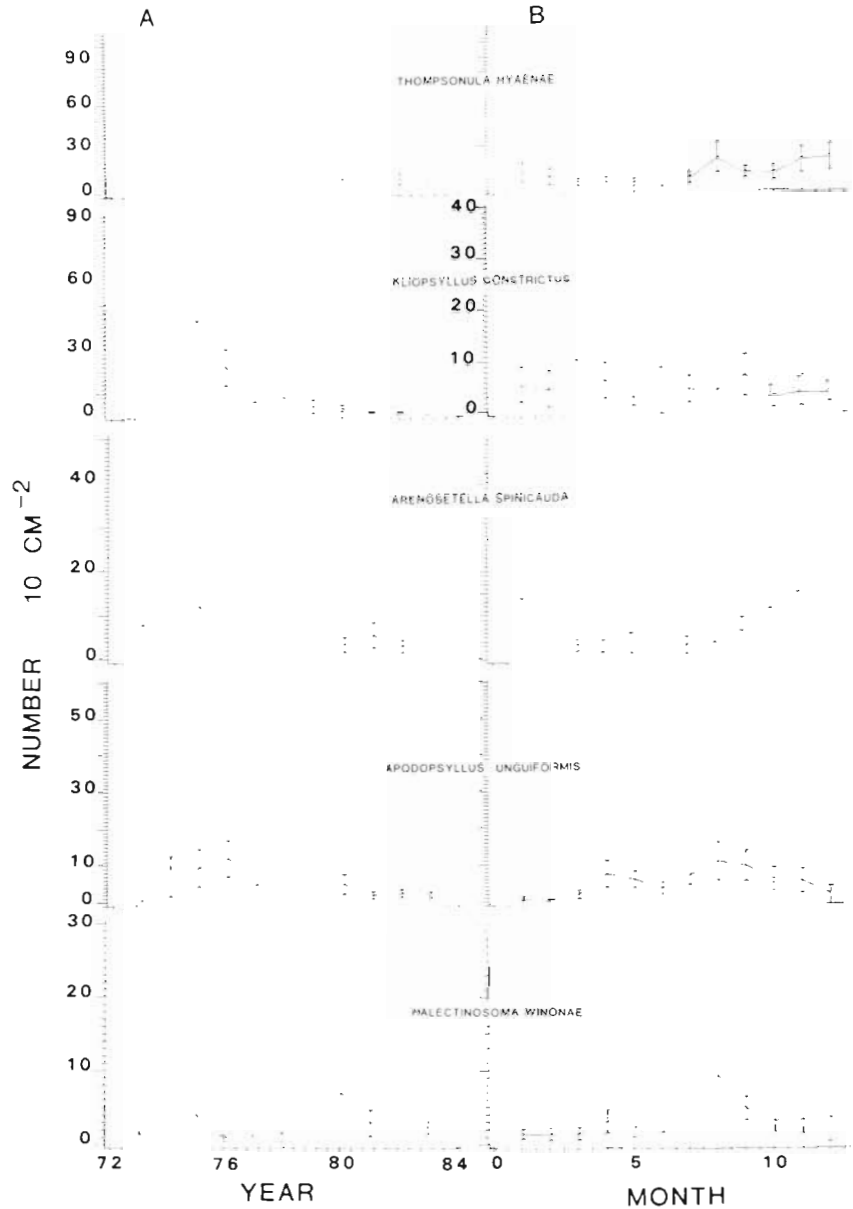 A B
90
60
30
0
THOMPSONULA HYAENAE
90
60
30
0
40
30
20
10
0
KLIOPSYLLUS CONSTRICTUS
40
20
0
ARENOSETELLA SPINICAUDA
50
30
10
0
APODOPSYLLUS UNGUIFORMIS
30
20
10
0
HALECTINOSOMA WINONAE
NUMBER 10 CM⁻²
72 76 80 84 0 5 10
YEAR MONTH